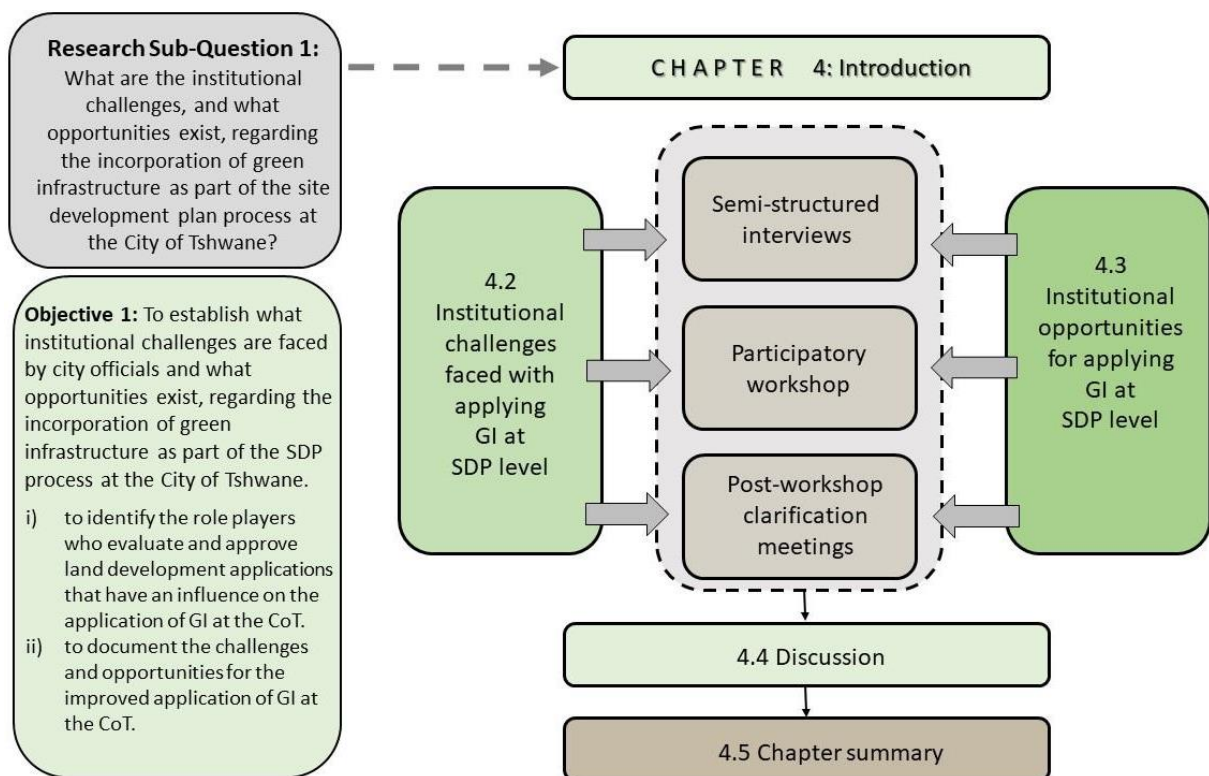 Research Sub-Question 1:
What are the institutional
challenges, and what
opportunities exist, regarding
the incorporation of green
infrastructure as part of the site
development plan process at
the City of Tshwane?
Objective 1: To establish what
institutional challenges are faced
by city officials and what
opportunities exist, regarding the
incorporation of green
infrastructure as part of the SDP
process at the City of Tshwane.
i) to identify the role players
who evaluate and approve
land development applications
that have an influence on the
application of GI at the CoT.
ii) to document the challenges
and opportunities for the
improved application of GI at
the CoT.
CHAPTER 4: Introduction
4.2
Institutional
challenges
faced with
applying
GI at
SDP level
Semi-structured
interviews
Participatory
workshop
Post-workshop
clarification
meetings
4.3
Institutional
opportunities
for applying
GI at
SDP level
4.4 Discussion
4.5 Chapter summary